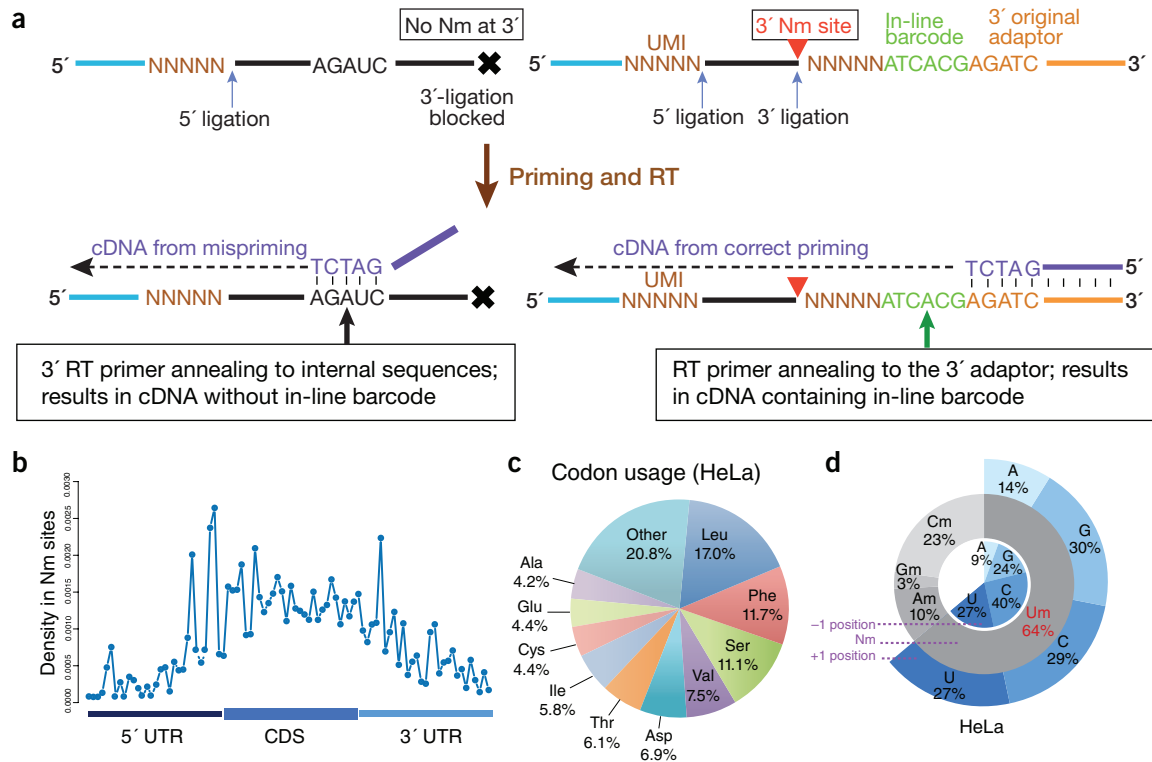 a
No Nm at 3´
3´ Nm site
In-line
barcode
3´ original
adaptor
5´
NNNNN
AGAUC
5´ ligation
3´-ligation
blocked
5´
UMI
NNNNN
NNNNNATCACGAGATC
3´
5´ ligation
3´ ligation
Priming and RT
cDNA from mispriming
TCTAG
5´
NNNNN
AGAUC
3´ RT primer annealing to internal sequences;
results in cDNA without in-line barcode
cDNA from correct priming
TCTAG
5´
UMI
5´
NNNNN
NNNNNATCACGAGATC
3´
RT primer annealing to the 3´ adaptor; results
in cDNA containing in-line barcode
b
Density in Nm sites
0.0030
0.0025
0.0020
0.0015
0.0010
0.0005
0.0000
5´ UTR
CDS
3´ UTR
c
Codon usage (HeLa)
Leu
17.0%
Phe
11.7%
Ser
11.1%
Val
7.5%
Asp
6.9%
Thr
6.1%
Ile
5.8%
Cys
4.4%
Glu
4.4%
Ala
4.2%
Other
20.8%
d
A
14%
G
30%
C
29%
U
27%
Cm
23%
Gm
3%
Am
10%
Um
64%
A
9%
G
24%
C
40%
U
27%
–1 position
Nm
+1 position
HeLa